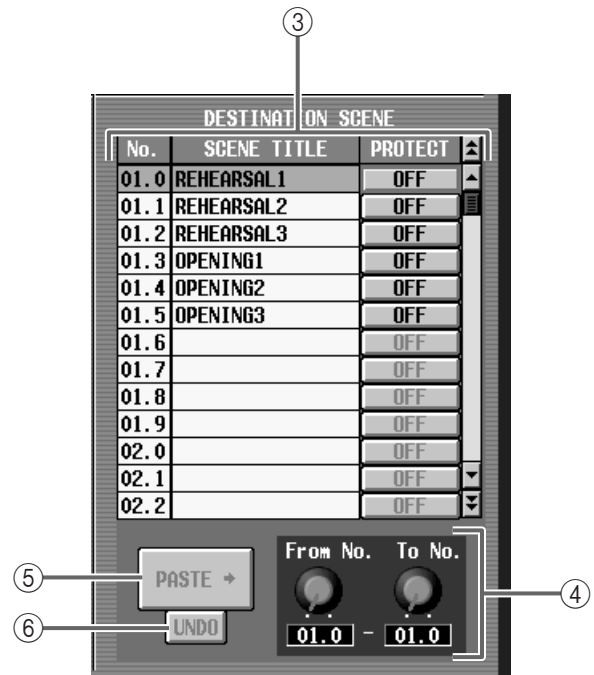 ③
DESTINATION SCENE
No. SCENE TITLE PROTECT
01.0 REHEARSAL1 OFF
01.1 REHEARSAL2 OFF
01.2 REHEARSAL3 OFF
01.3 OPENING1 OFF
01.4 OPENING2 OFF
01.5 OPENING3 OFF
01.6 OFF
01.7 OFF
01.8 OFF
01.9 OFF
02.0 OFF
02.1 OFF
02.2 OFF
From No. To No.
⑤ PASTE → ④
⑥ UNDO 01.0 - 01.0